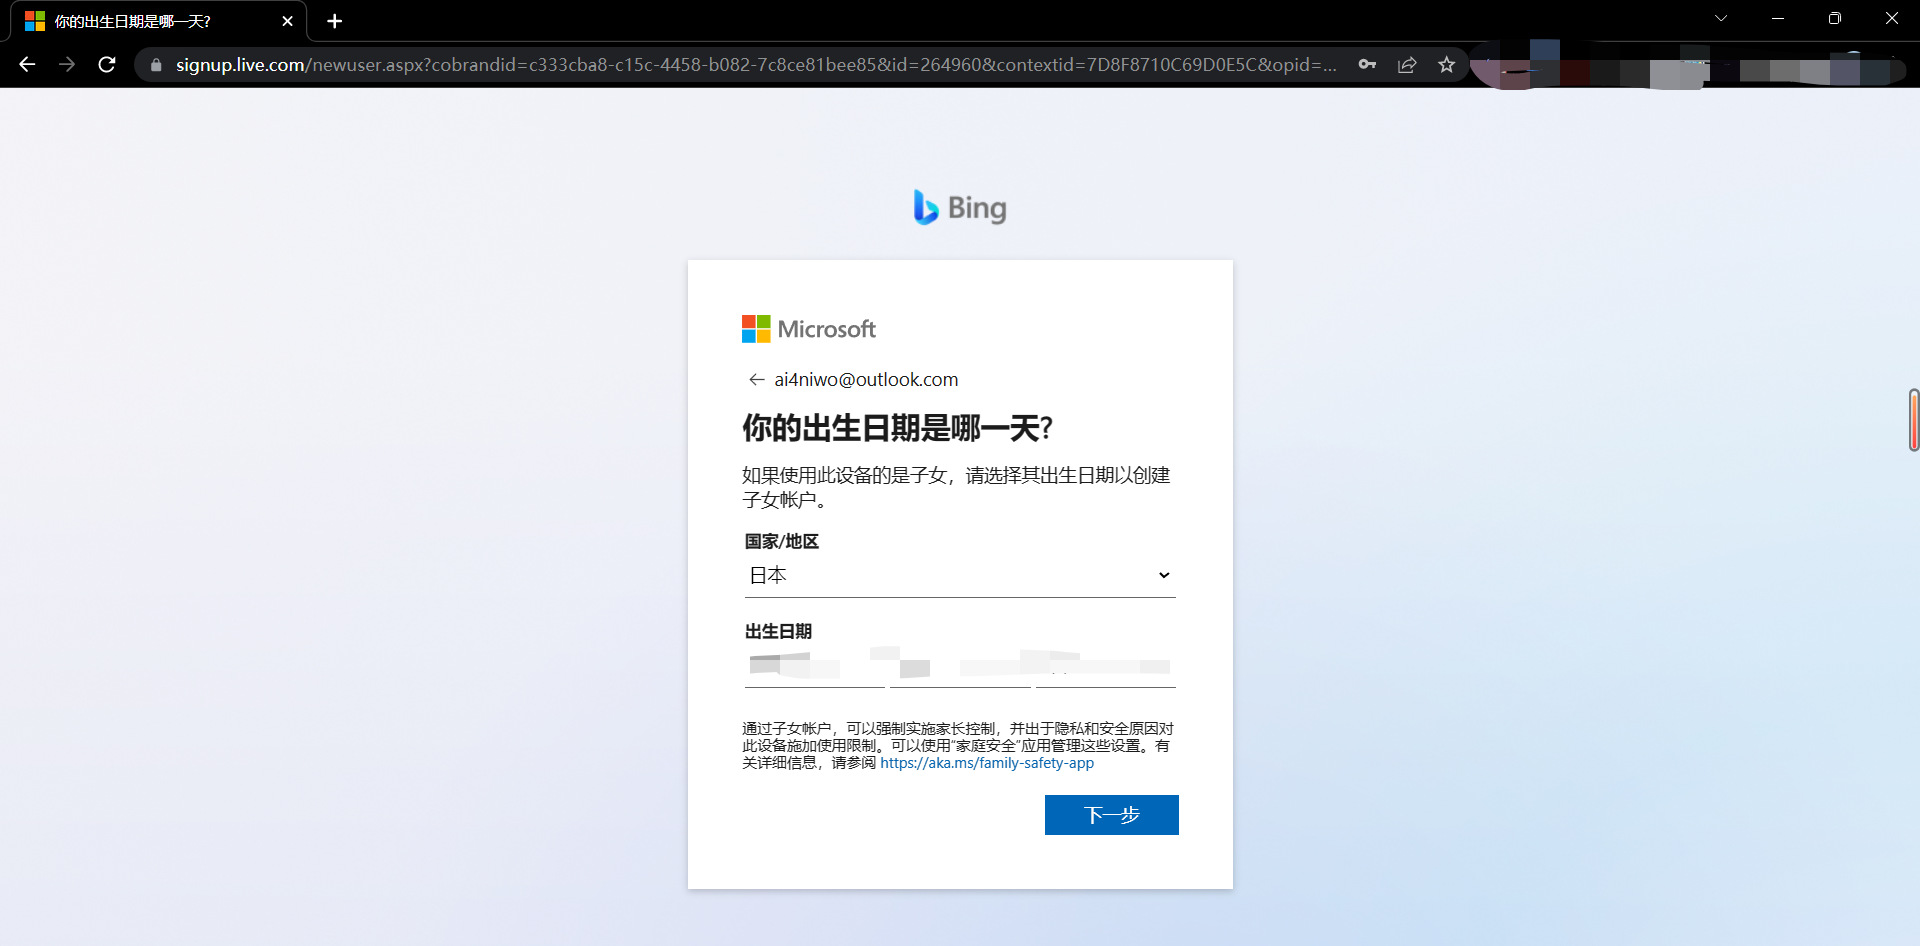 你的出生日期是哪一天?
signup.live.com/newuser.aspx?cobrandid=c333cba8-c15c-4458-b082-7c8ce81bee85&id=264960&contextid=7D8F8710C69D0E5C&opid=...
Bing
Microsoft
ai4niwo@outlook.com
你的出生日期是哪一天?
如果使用此设备的是子女，请选择其出生日期以创建
子女帐户。
国家/地区
日本
出生日期
通过子女帐户，可以强制实施家长控制，并出于隐私和安全原因对
此设备施加使用限制。可以使用"家庭安全"应用管理这些设置。有
关详细信息，请参阅 https://aka.ms/family-safety-app
下一步